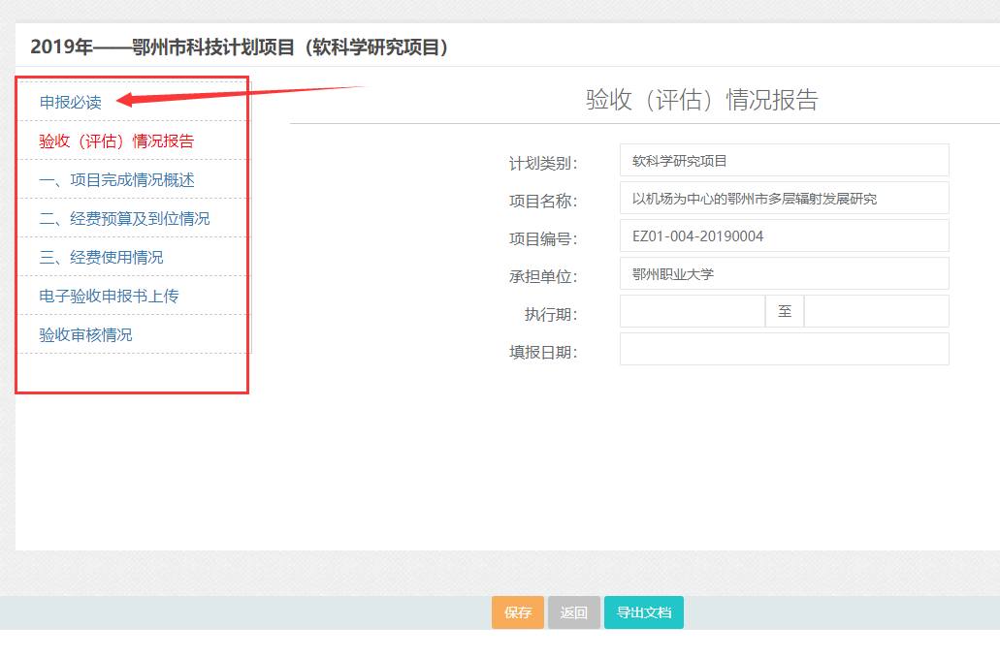 2019年——鄂州市科技计划项目（软科学研究项目）
申报必读
验收（评估）情况报告
一、项目完成情况概述
二、经费预算及到位情况
三、经费使用情况
电子验收申报书上传
验收审核情况
验收（评估）情况报告
计划类别： 软科学研究项目
项目名称： 以机场为中心的鄂州市多层辐射发展研究
项目编号： EZ01-004-20190004
承担单位： 鄂州职业大学
执行期： 至
填报日期：
保存 返回 导出文档